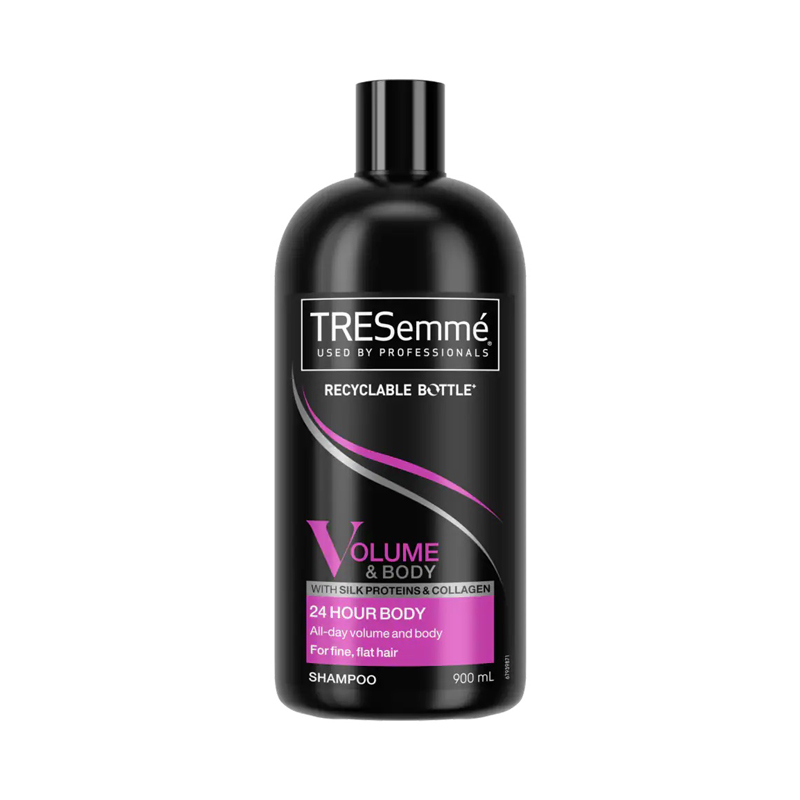 TRESemmé®
USED BY PROFESSIONALS
RECYCLABLE BOTTLE+
VOLUME
& BODY
WITH SILK PROTEINS & COLLAGEN
24 HOUR BODY
All-day volume and body
For fine, flat hair
SHAMPOO
900 mL
67939871